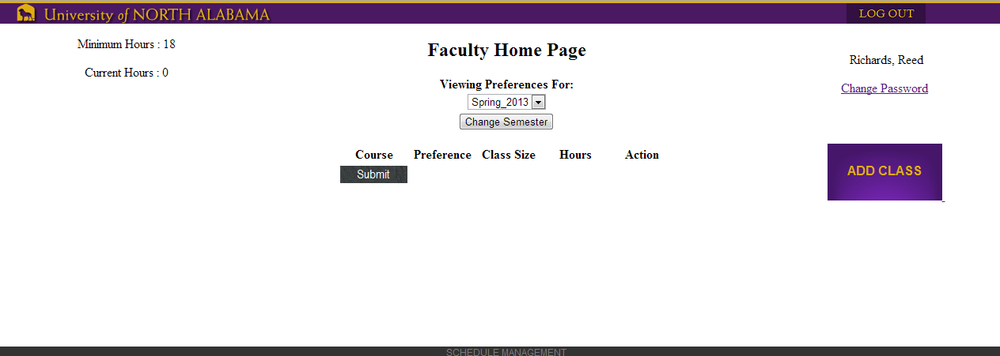 University of NORTH ALABAMA
LOG OUT
Minimum Hours : 18
Current Hours : 0
Faculty Home Page
Viewing Preferences For:
Spring_2013
Change Semester
Richards, Reed
Change Password
Course Preference Class Size Hours Action
Submit
ADD CLASS
SCHEDULE MANAGEMENT